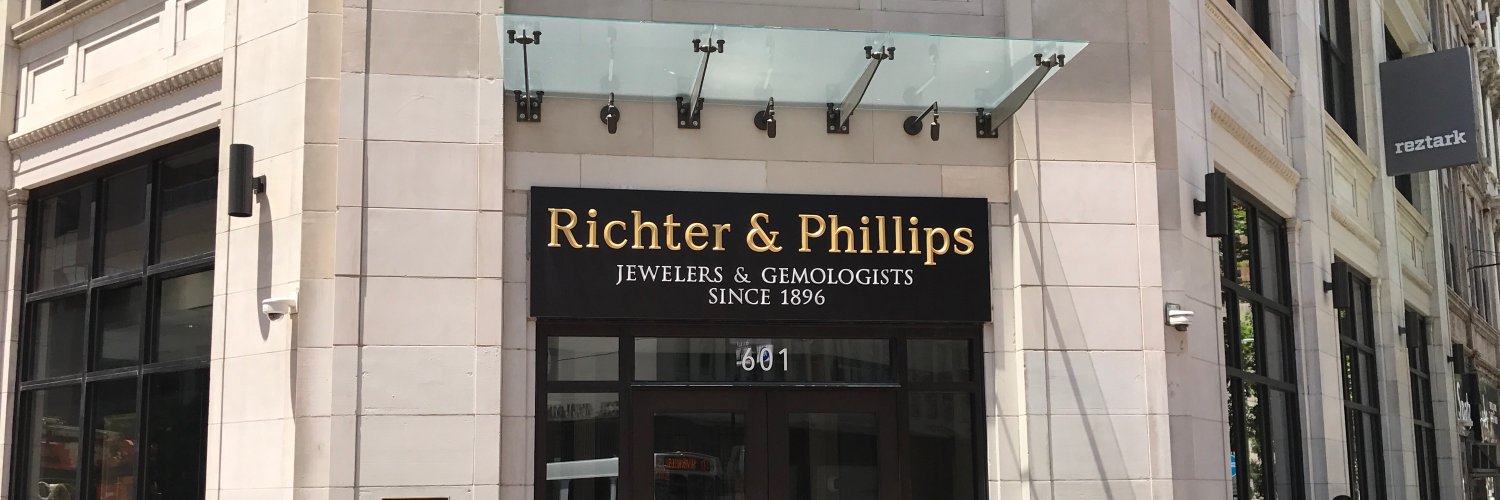 Richter & Phillips
JEWELERS & GEMOLOGISTS
SINCE 1896
601
reztark